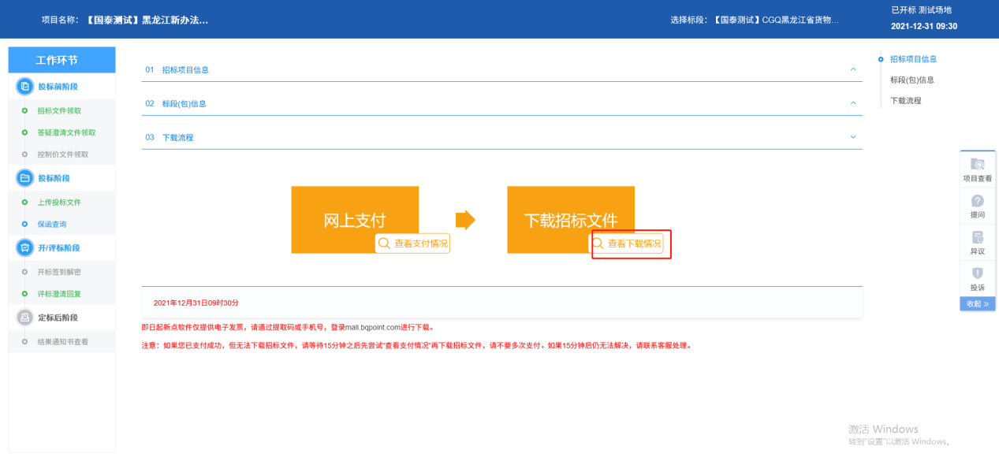 项目名称：【国泰测试】黑龙江新办法...
选择标段：【国泰测试】CGQ黑龙江省货物...
已开标 测试场地
2021-12-31 09:30
工作环节
投标前阶段
招标文件领取
答疑澄清文件领取
控制价文件领取
投标阶段
上传投标文件
保函查询
开/评标阶段
开标签到解密
评标澄清回复
定标后阶段
结果通知书查看
01 招标项目信息
02 标段(包)信息
03 下载流程
网上支付
查看支付情况
下载招标文件
查看下载情况
2021年12月31日09时30分
即日起新点软件仅提供电子发票，请通过提取码或手机号，登录mall.bqpoint.com进行下载。
注意：如果您已支付成功，但无法下载招标文件，请等待15分钟之后先尝试“查看支付情况”再下载招标文件，请不要多次支付。如果15分钟后仍无法解决，请联系客服处理。
招标项目信息
标段(包)信息
下载流程
项目查看
提问
异议
投诉
收起 »
激活 Windows
转到“设置”以激活 Windows。